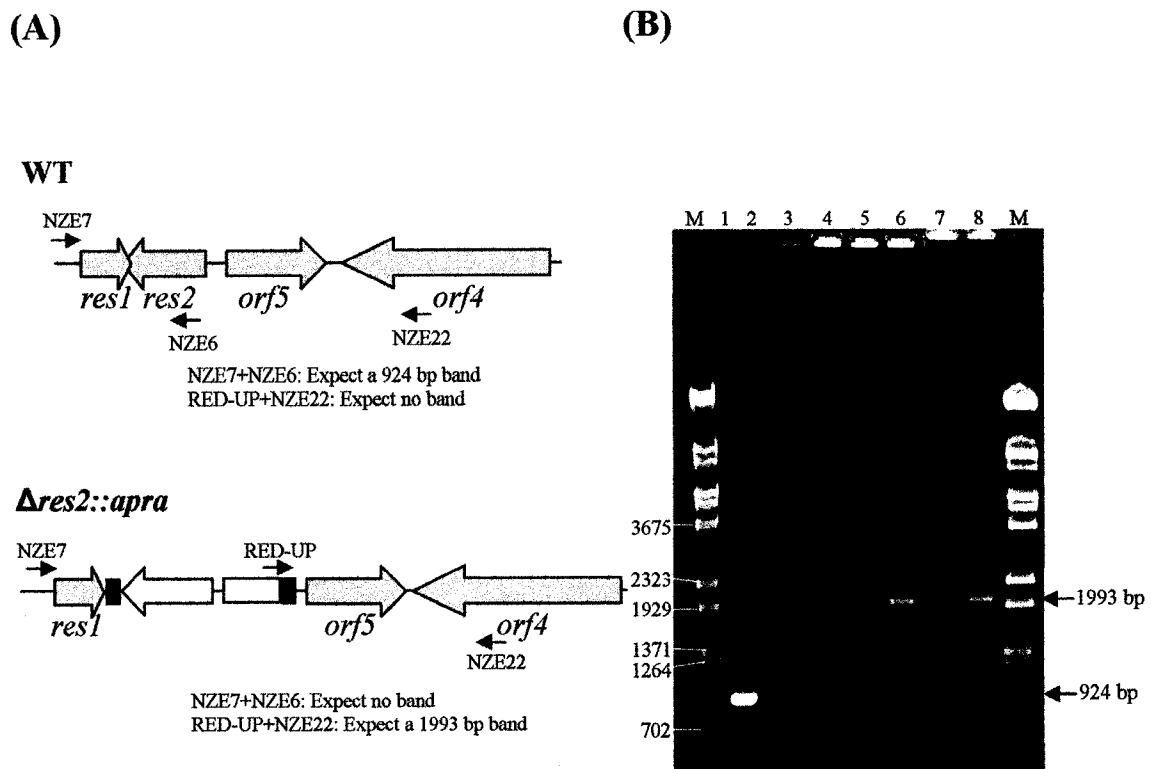 (A)
WT
NZE7
res1 res2 orf5 orf4
NZE6 NZE22
NZE7+NZE6: Expect a 924 bp band
RED-UP+NZE22: Expect no band
Δres2::apra
NZE7 RED-UP
res1 orf5 orf4
NZE22
NZE7+NZE6: Expect no band
RED-UP+NZE22: Expect a 1993 bp band
(B)
M 1 2 3 4 5 6 7 8 M
3675
2323
1929
1371
1264
702
1993 bp
924 bp